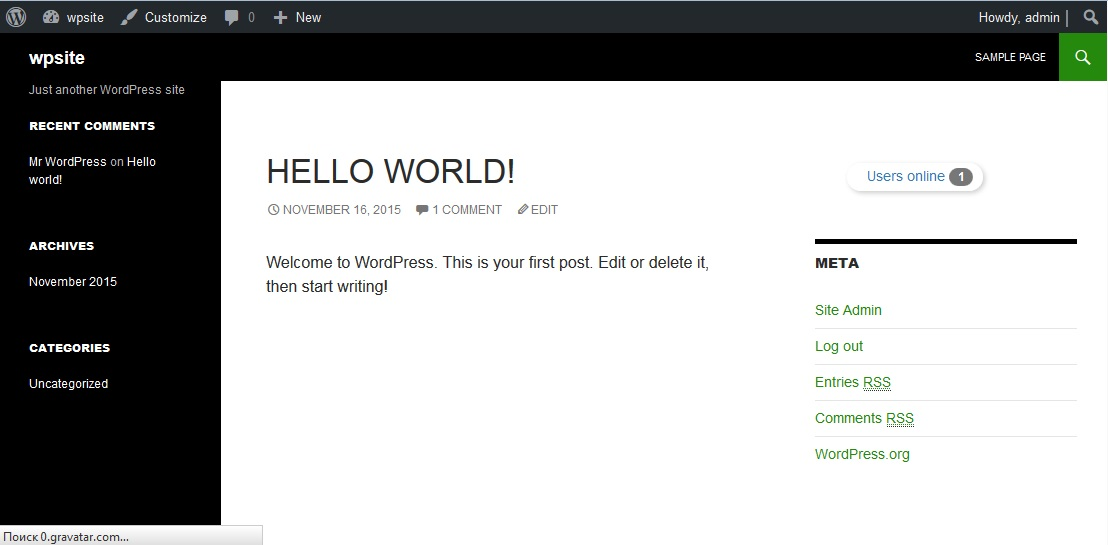 wpsite Customize 0 New Howdy, admin
wpsite SAMPLE PAGE
Just another WordPress site
RECENT COMMENTS
Mr WordPress on Hello
world!
ARCHIVES
November 2015
CATEGORIES
Uncategorized
HELLO WORLD!
NOVEMBER 16, 2015 1 COMMENT EDIT
Welcome to WordPress. This is your first post. Edit or delete it,
then start writing!
Users online 1
META
Site Admin
Log out
Entries RSS
Comments RSS
WordPress.org
Поиск 0.gravatar.com...